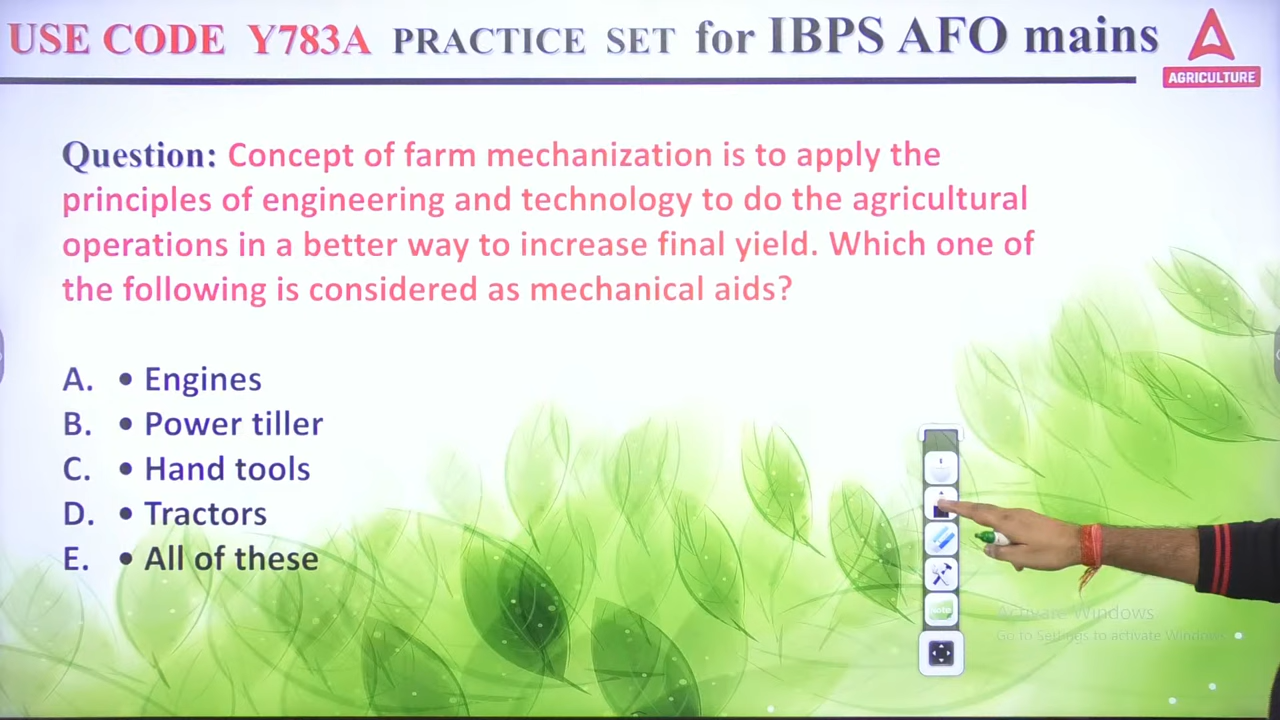 USE CODE Y783A PRACTICE SET for IBPS AFO mains
AGRICULTURE
Question: Concept of farm mechanization is to apply the
principles of engineering and technology to do the agricultural
operations in a better way to increase final yield. Which one of
the following is considered as mechanical aids?
A. • Engines
B. • Power tiller
C. • Hand tools
D. • Tractors
E. • All of these
Activate Windows
Go to Settings to activate Windows.